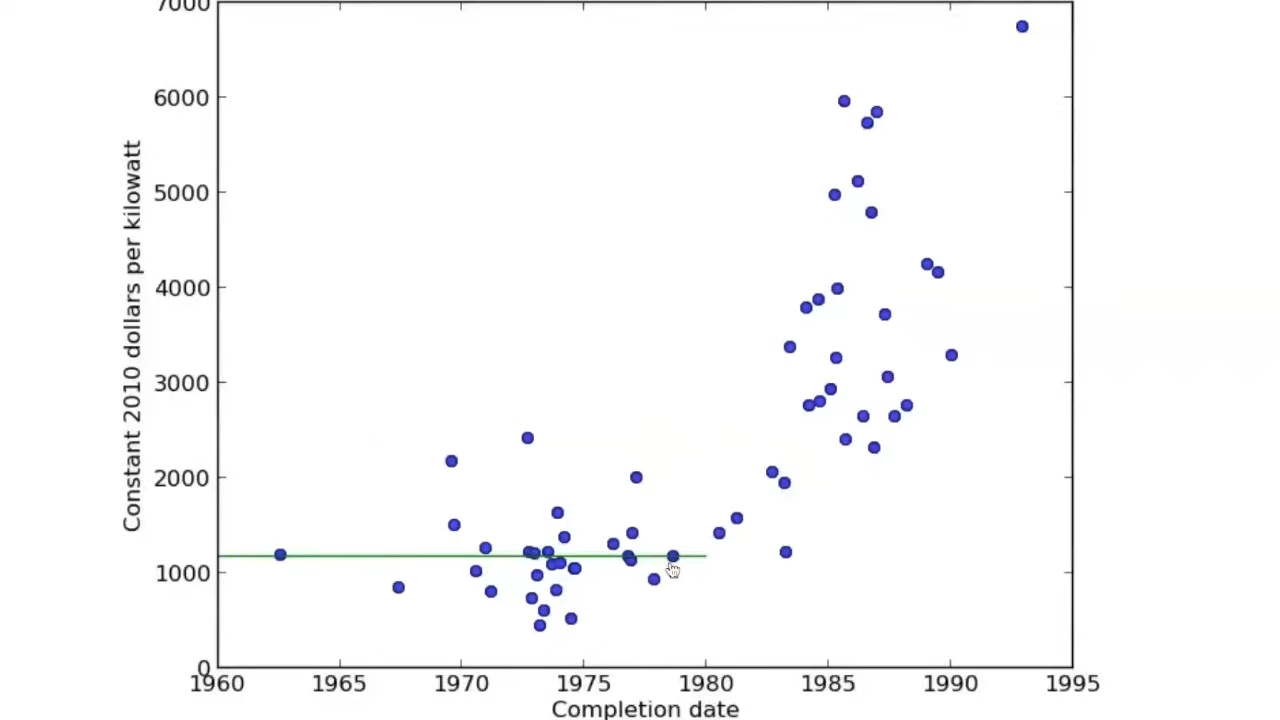 7000
6000
5000
4000
3000
2000
1000
0
Constant 2010 dollars per kilowatt
1960 1965 1970 1975 1980 1985 1990 1995
Completion date